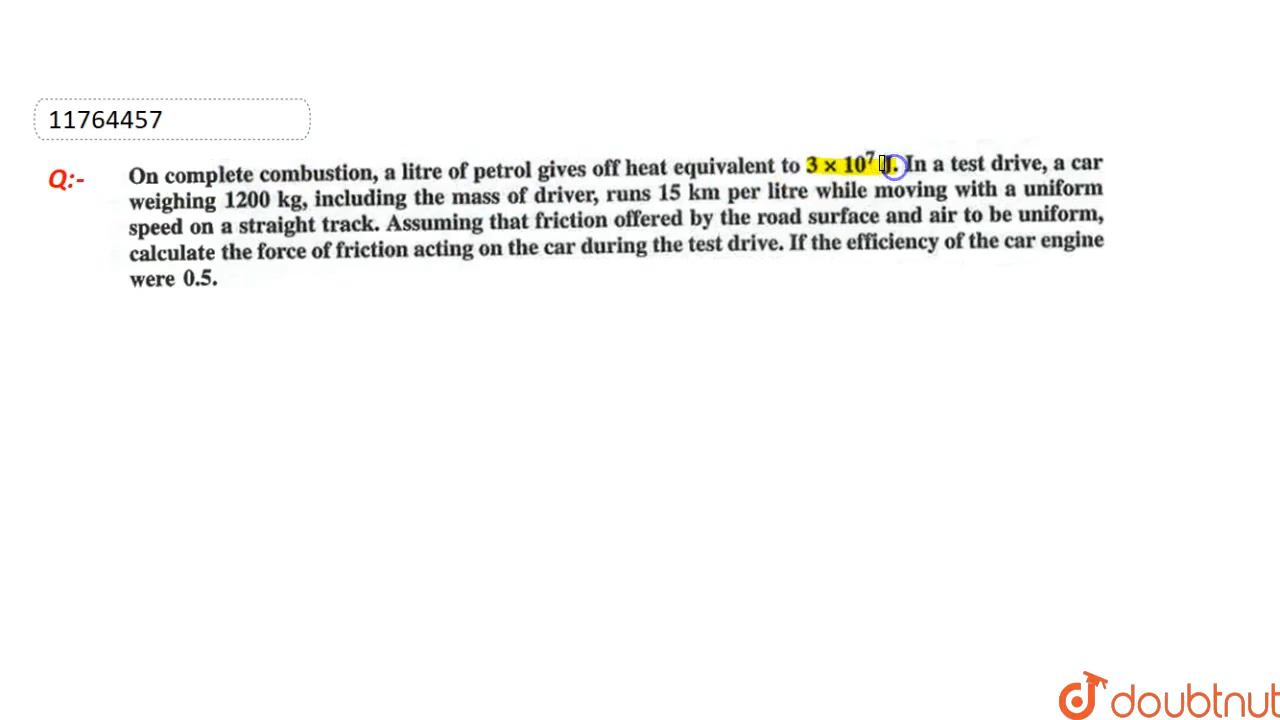 11764457
Q:-
On complete combustion, a litre of petrol gives off heat equivalent to 3 × 10⁷ J. In a test drive, a car
weighing 1200 kg, including the mass of driver, runs 15 km per litre while moving with a uniform
speed on a straight track. Assuming that friction offered by the road surface and air to be uniform,
calculate the force of friction acting on the car during the test drive. If the efficiency of the car engine
were 0.5.
doubtnut